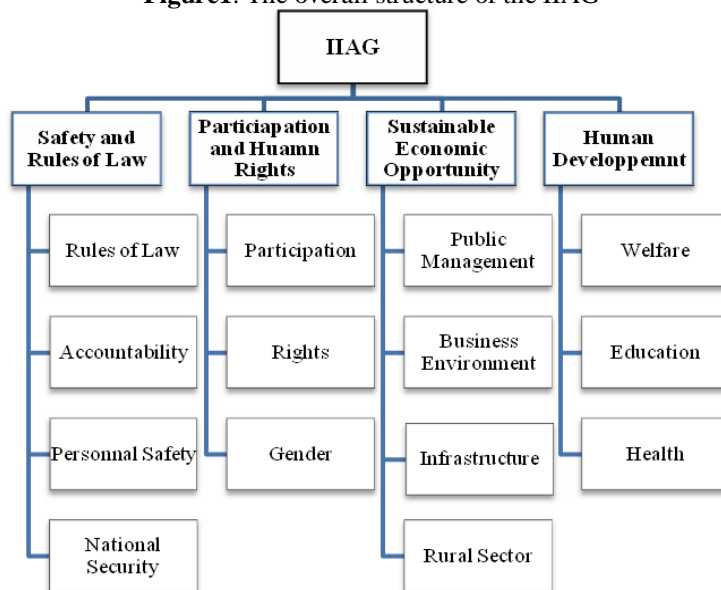 Figure1. The overall structure of the IIAG
IIAG
Safety and
Rules of Law
Particiapation
and Huamn
Rights
Sustainable
Economic
Opportunity
Human
Developpemnt
Rules of Law
Accountability
Personnal Safety
National
Security
Participation
Rights
Gender
Public
Management
Business
Environment
Infrastructure
Rural Sector
Welfare
Education
Health